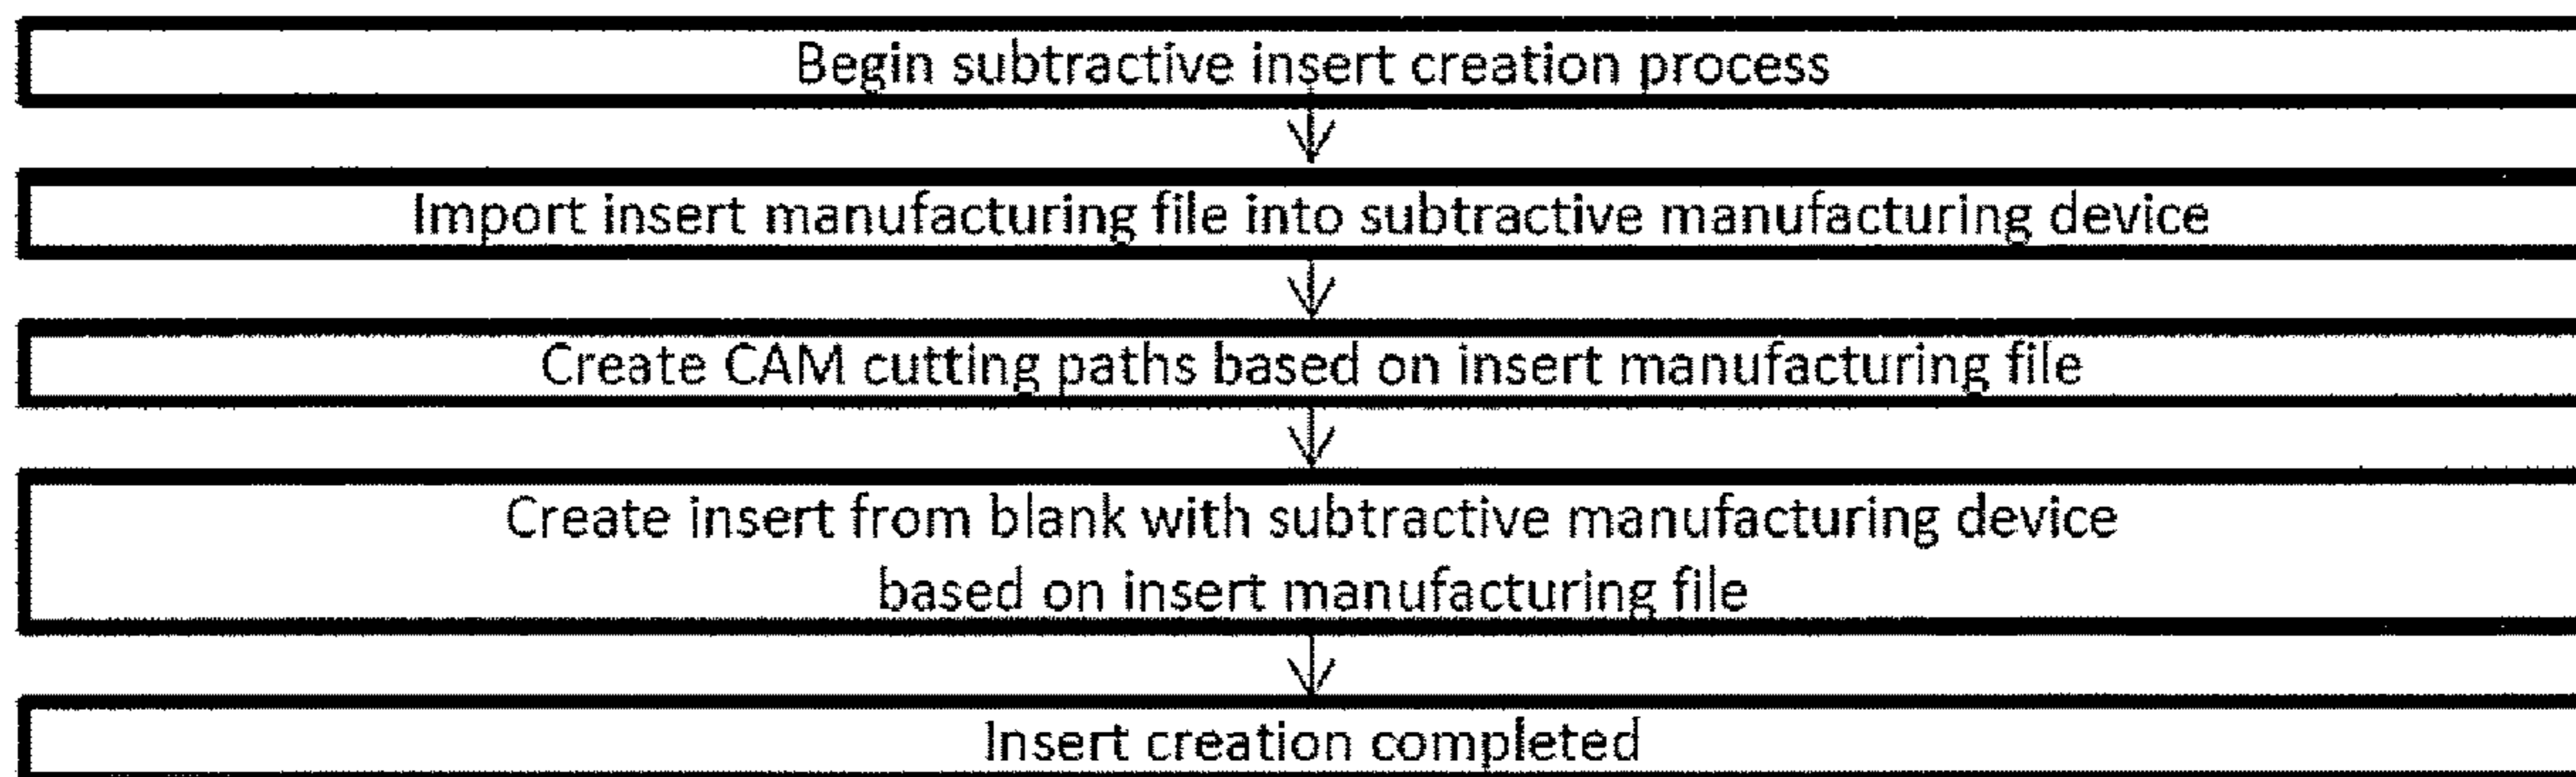 Begin subtractive insert creation process
Import insert manufacturing file into subtractive manufacturing device
Create CAM cutting paths based on insert manufacturing file
Create insert from blank with subtractive manufacturing device
based on insert manufacturing file
Insert creation completed